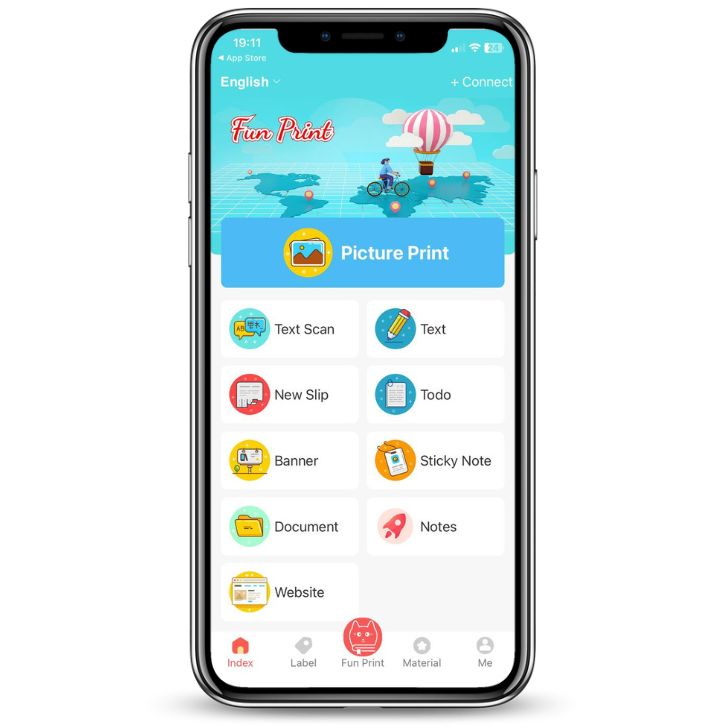 19:11
◀ App Store
24
English
+ Connect
Fun Print
Picture Print
Text Scan
Text
New Slip
Todo
Banner
Sticky Note
Document
Notes
Website
Index
Label
Fun Print
Material
Me